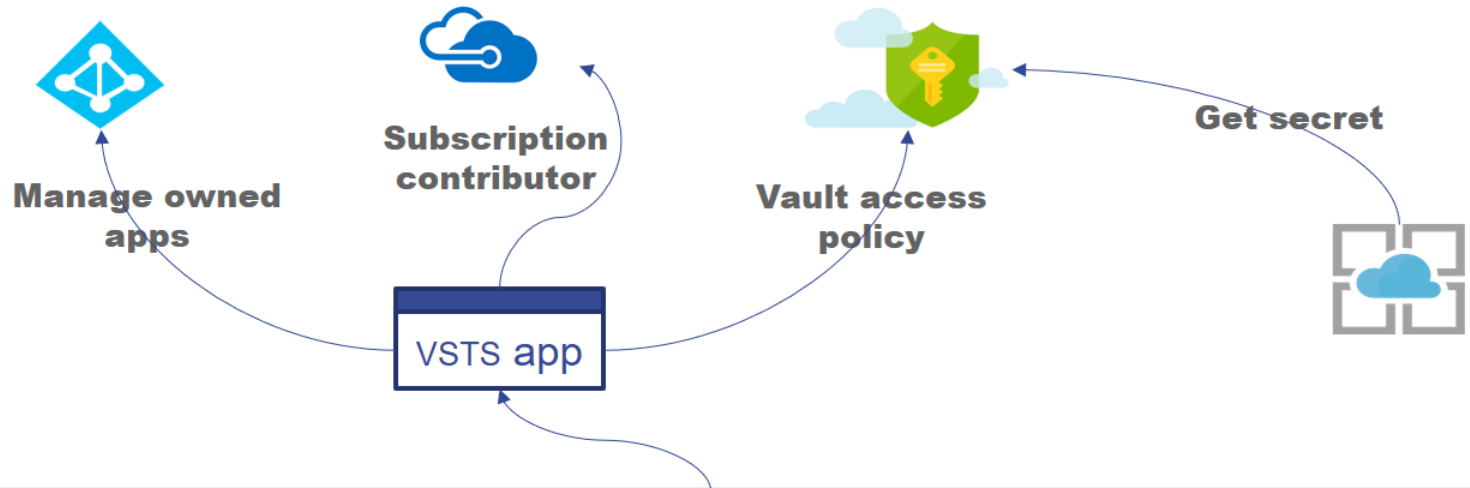 Subscription
contributor
Get secret
Manage owned
apps
Vault access
policy
VSTS app